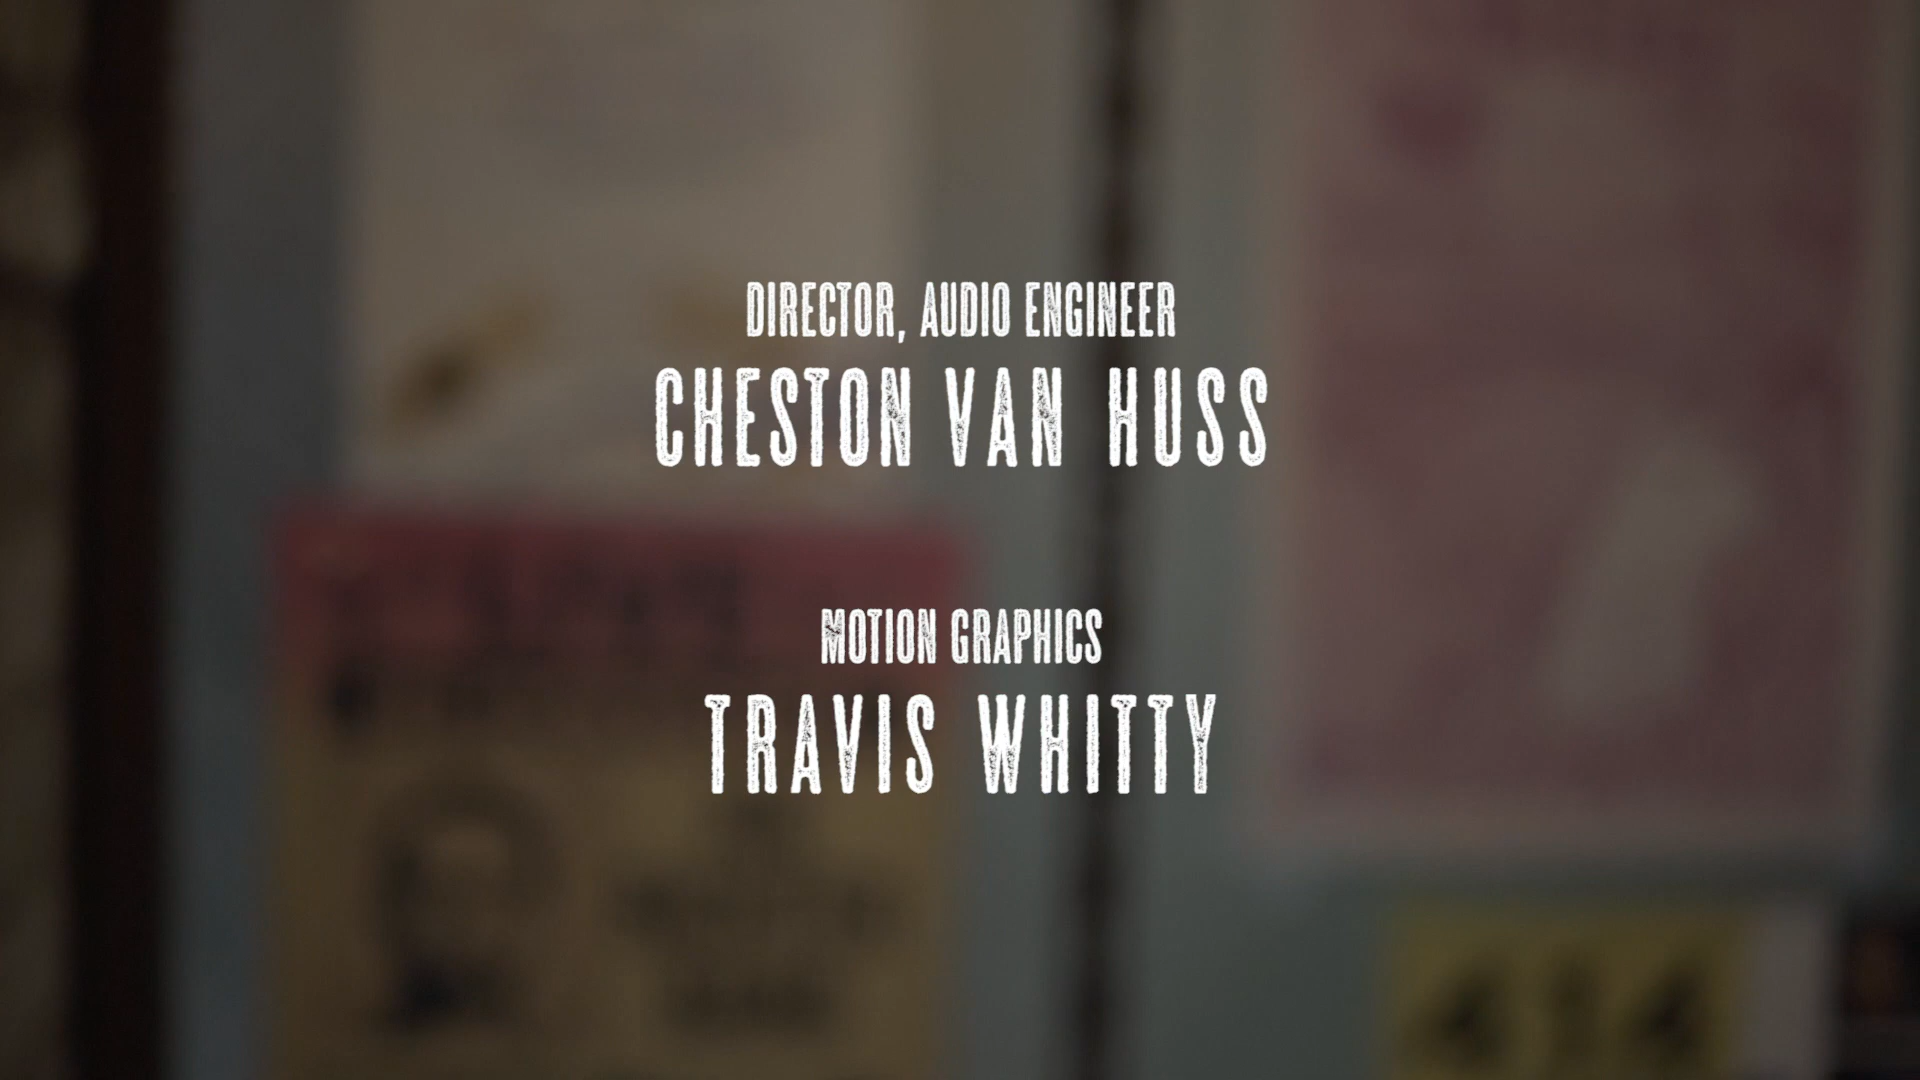 DIRECTOR, AUDIO ENGINEER
CHESTON VAN HUSS
MOTION GRAPHICS
TRAVIS WHITTY